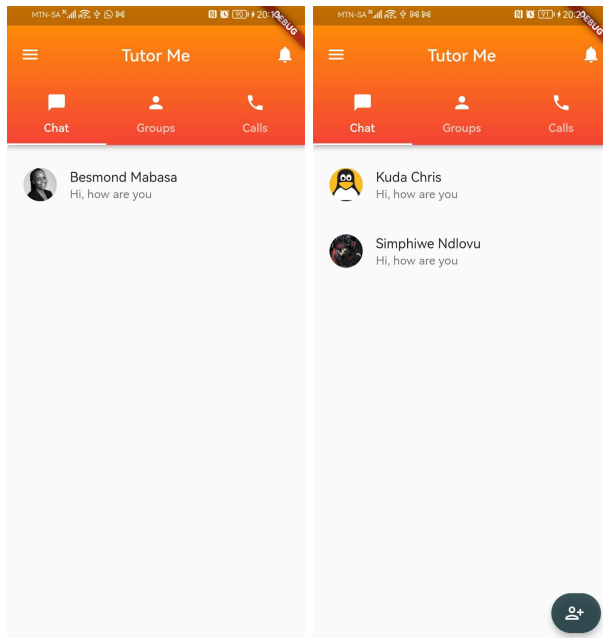 MTN-SA 90 20:1
DEBUG
Tutor Me
Chat Groups Calls
Besmond Mabasa
Hi, how are you
MTN-SA 91 20:2
DEBUG
Tutor Me
Chat Groups Calls
Kuda Chris
Hi, how are you
Simphiwe Ndlovu
Hi, how are you